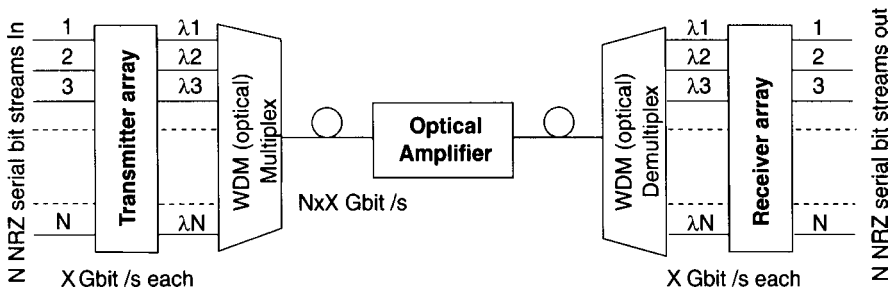 N NRZ serial bit streams In
1
2
3
N
Transmitter array
X Gbit /s each
λ1
λ2
λ3
λN
WDM (optical)
Multiplex
NxX Gbit /s
Optical
Amplifier
WDM (optical)
Demultiplex
λ1
λ2
λ3
λN
Receiver array
X Gbit /s each
1
2
3
N
N NRZ serial bit streams out